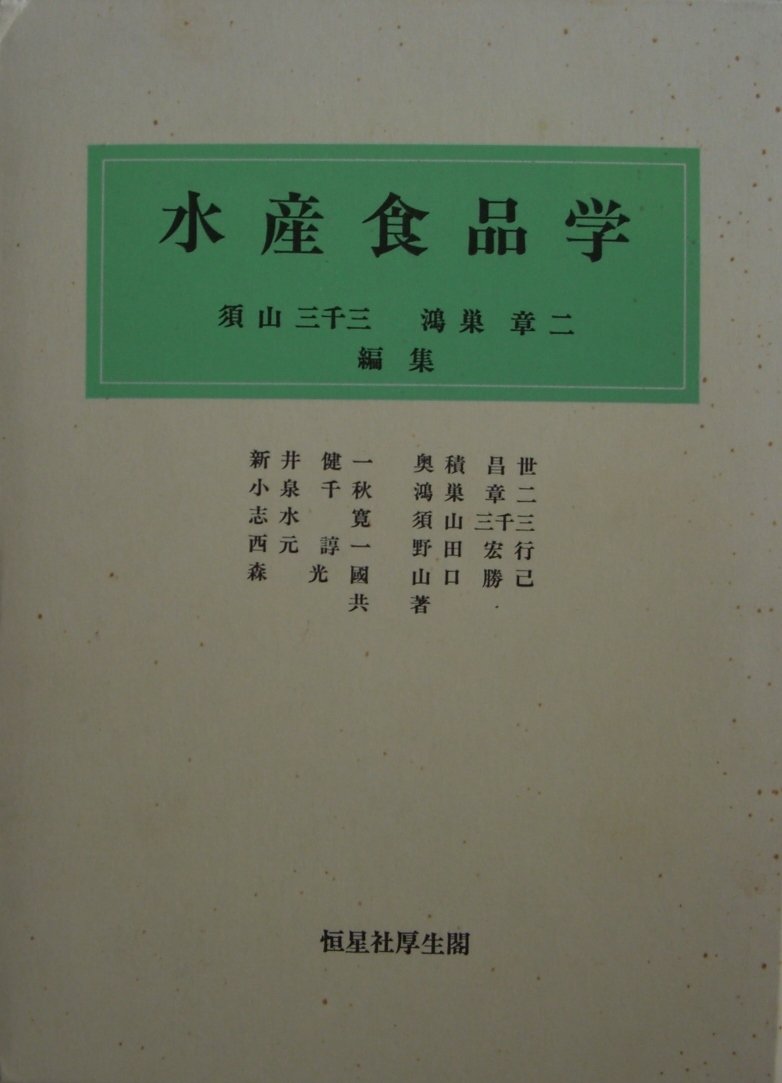 水産食品学
須山三千三 鴻巣章二
編集
新井健一 奥積昌世
小泉千秋 鴻巣章二
志水寛 須山三千三
西元諄一 野田宏行
森光國 山口勝己
共著
恒星社厚生閣